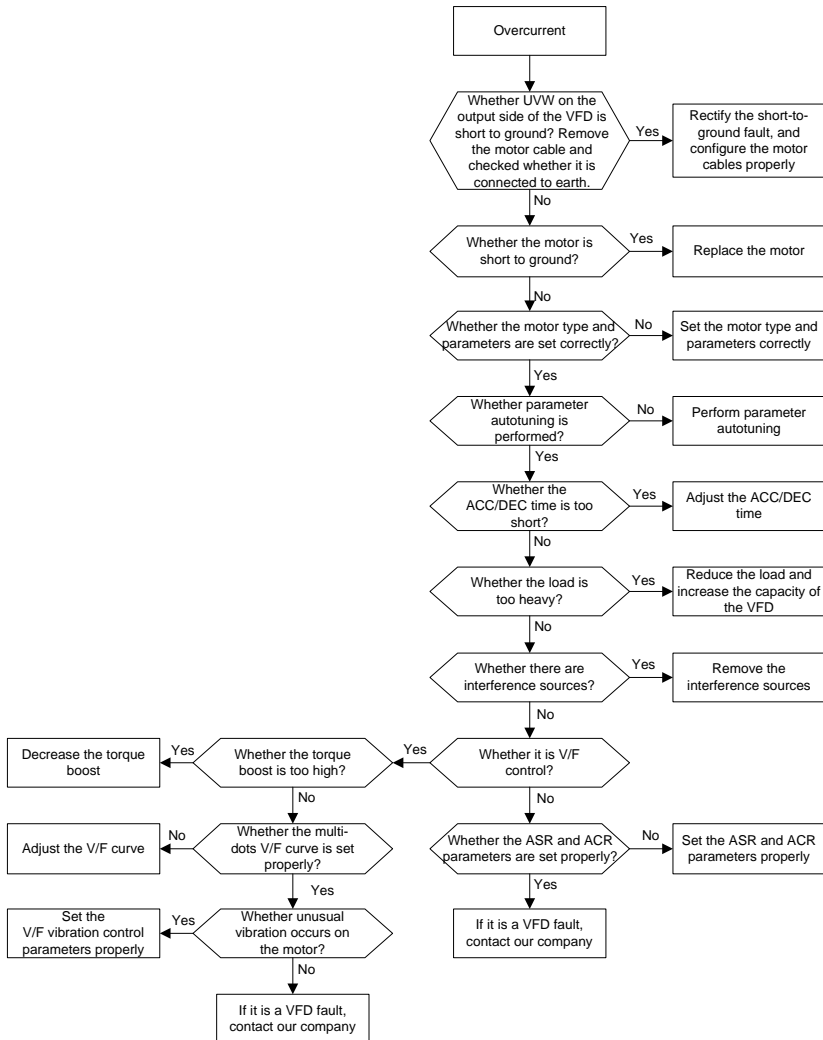 Overcurrent
Whether UVW on the
output side of the VFD is
short to ground? Remove
the motor cable and
checked whether it is
connected to earth.
Yes
Rectify the short-to-
ground fault, and
configure the motor
cables properly
No
Whether the motor is
short to ground?
Yes
Replace the motor
No
Whether the motor type and
parameters are set correctly?
No
Set the motor type and
parameters correctly
Yes
Whether parameter
autotuning is
performed?
No
Perform parameter
autotuning
Yes
Whether the
ACC/DEC time is too
short?
Yes
Adjust the ACC/DEC
time
No
Whether the load is
too heavy?
Yes
Reduce the load and
increase the capacity of
the VFD
No
Whether there are
interference sources?
Yes
Remove the
interference sources
No
Whether it is V/F
control?
Yes
Whether the torque
boost is too high?
Yes
Decrease the torque
boost
No
Whether the multi-
dots V/F curve is set
properly?
No
Adjust the V/F curve
Yes
Whether unusual
vibration occurs on
the motor?
Yes
Set the
V/F vibration control
parameters properly
No
If it is a VFD fault,
contact our company
No
Whether the ASR and ACR
parameters are set properly?
No
Set the ASR and ACR
parameters properly
Yes
If it is a VFD fault,
contact our company